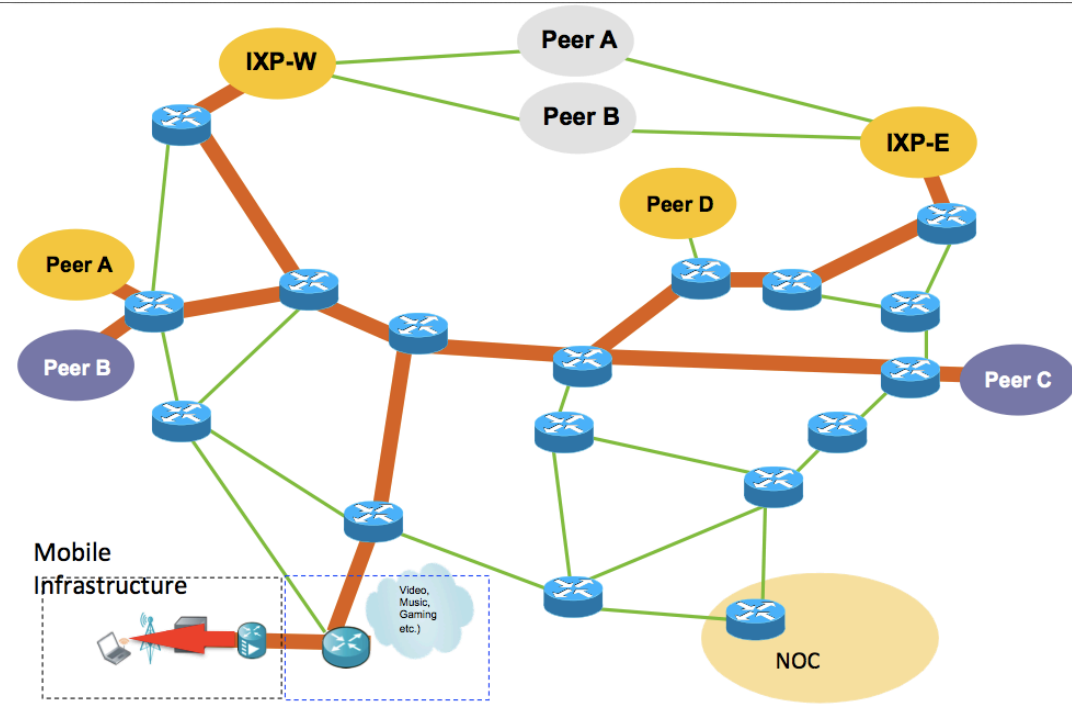 Peer A
IXP-W
Peer B
IXP-E
Peer D
Peer A
Peer B
Peer C
Mobile
Infrastructure
Video,
Music,
Gaming
etc.)
NOC